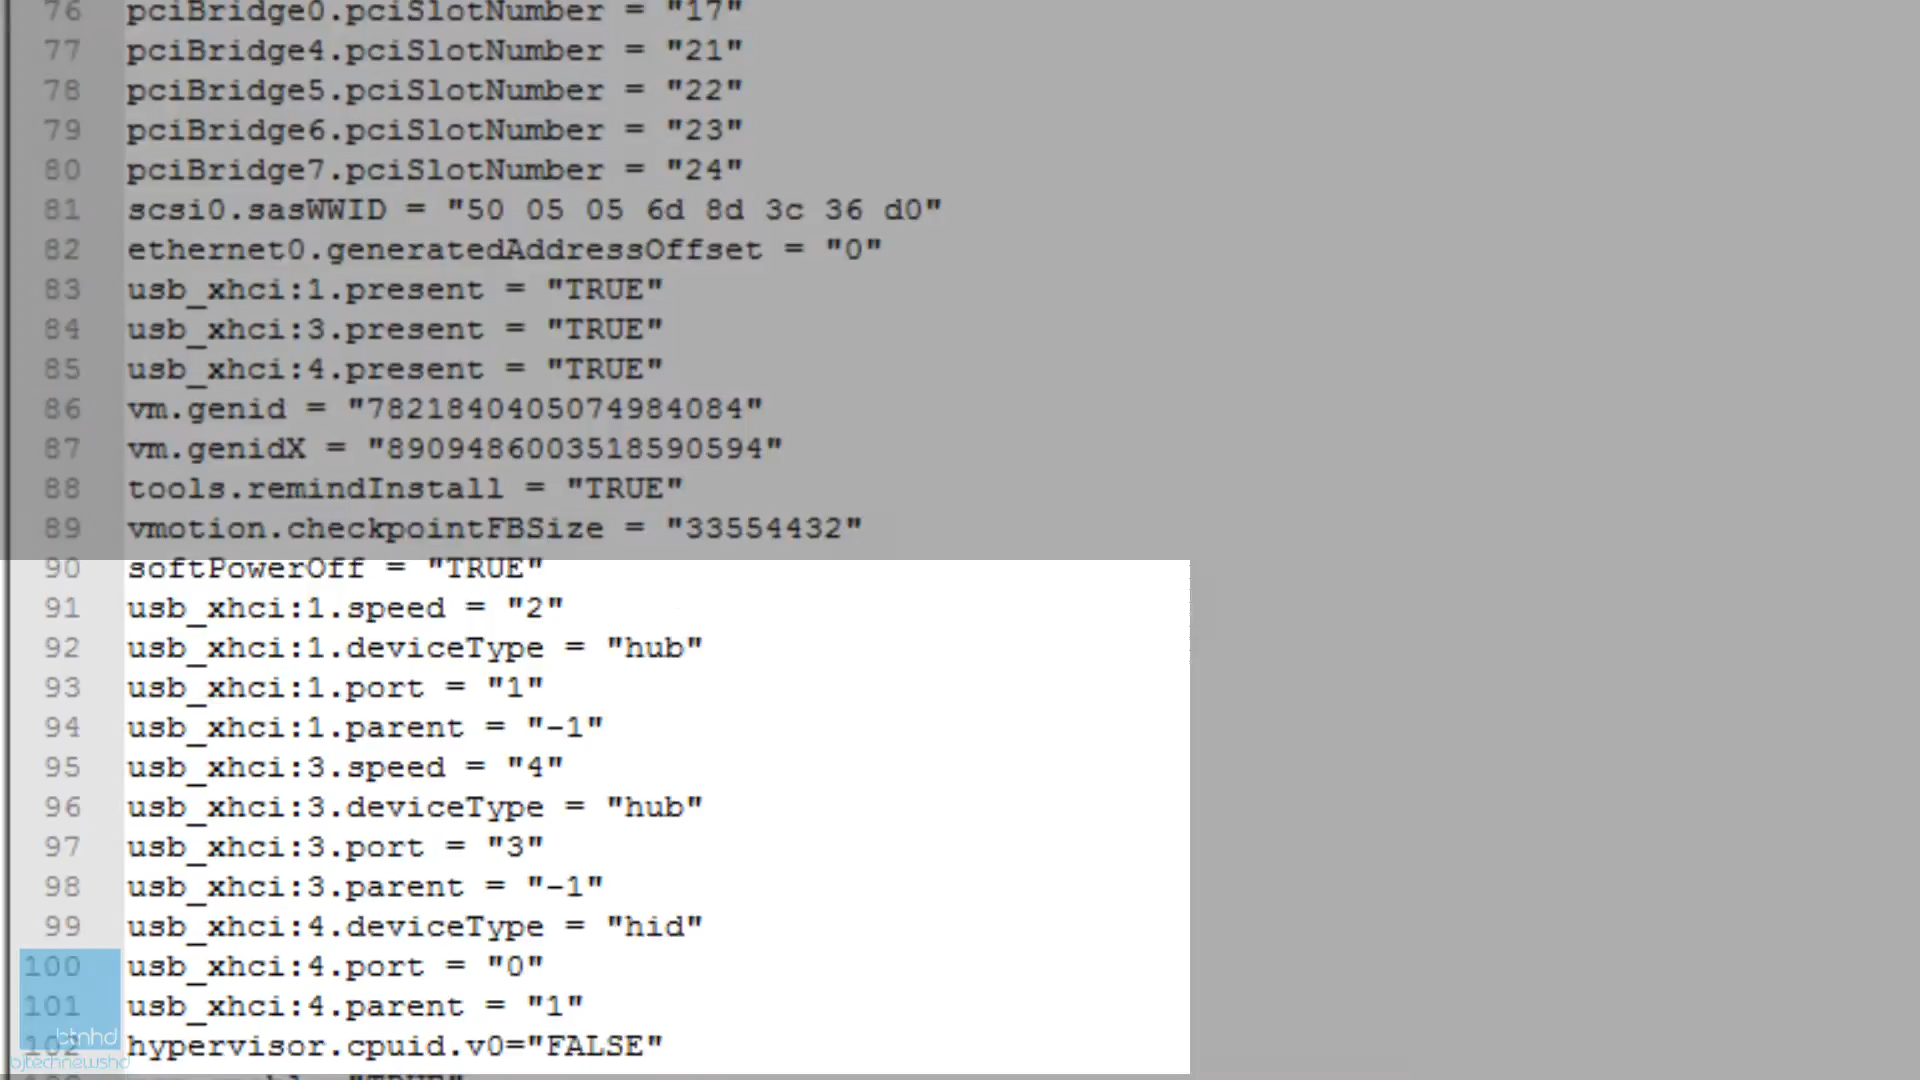 76 pciBridge0.pciSlotNumber = "17"
77 pciBridge4.pciSlotNumber = "21"
78 pciBridge5.pciSlotNumber = "22"
79 pciBridge6.pciSlotNumber = "23"
80 pciBridge7.pciSlotNumber = "24"
81 scsi0.sasWWID = "50 05 05 6d 8d 3c 36 d0"
82 ethernet0.generatedAddressOffset = "0"
83 usb_xhci:1.present = "TRUE"
84 usb_xhci:3.present = "TRUE"
85 usb_xhci:4.present = "TRUE"
86 vm.genid = "7821840405074984084"
87 vm.genidX = "8909486003518590594"
88 tools.remindInstall = "TRUE"
89 vmotion.checkpointFBSize = "33554432"
90 softPowerOff = "TRUE"
91 usb_xhci:1.speed = "2"
92 usb_xhci:1.deviceType = "hub"
93 usb_xhci:1.port = "1"
94 usb_xhci:1.parent = "-1"
95 usb_xhci:3.speed = "4"
96 usb_xhci:3.deviceType = "hub"
97 usb_xhci:3.port = "3"
98 usb_xhci:3.parent = "-1"
99 usb_xhci:4.deviceType = "hid"
100 usb_xhci:4.port = "0"
101 usb_xhci:4.parent = "1"
btnhd
102 hypervisor.cpuid.v0="FALSE"
bjtechnewshd